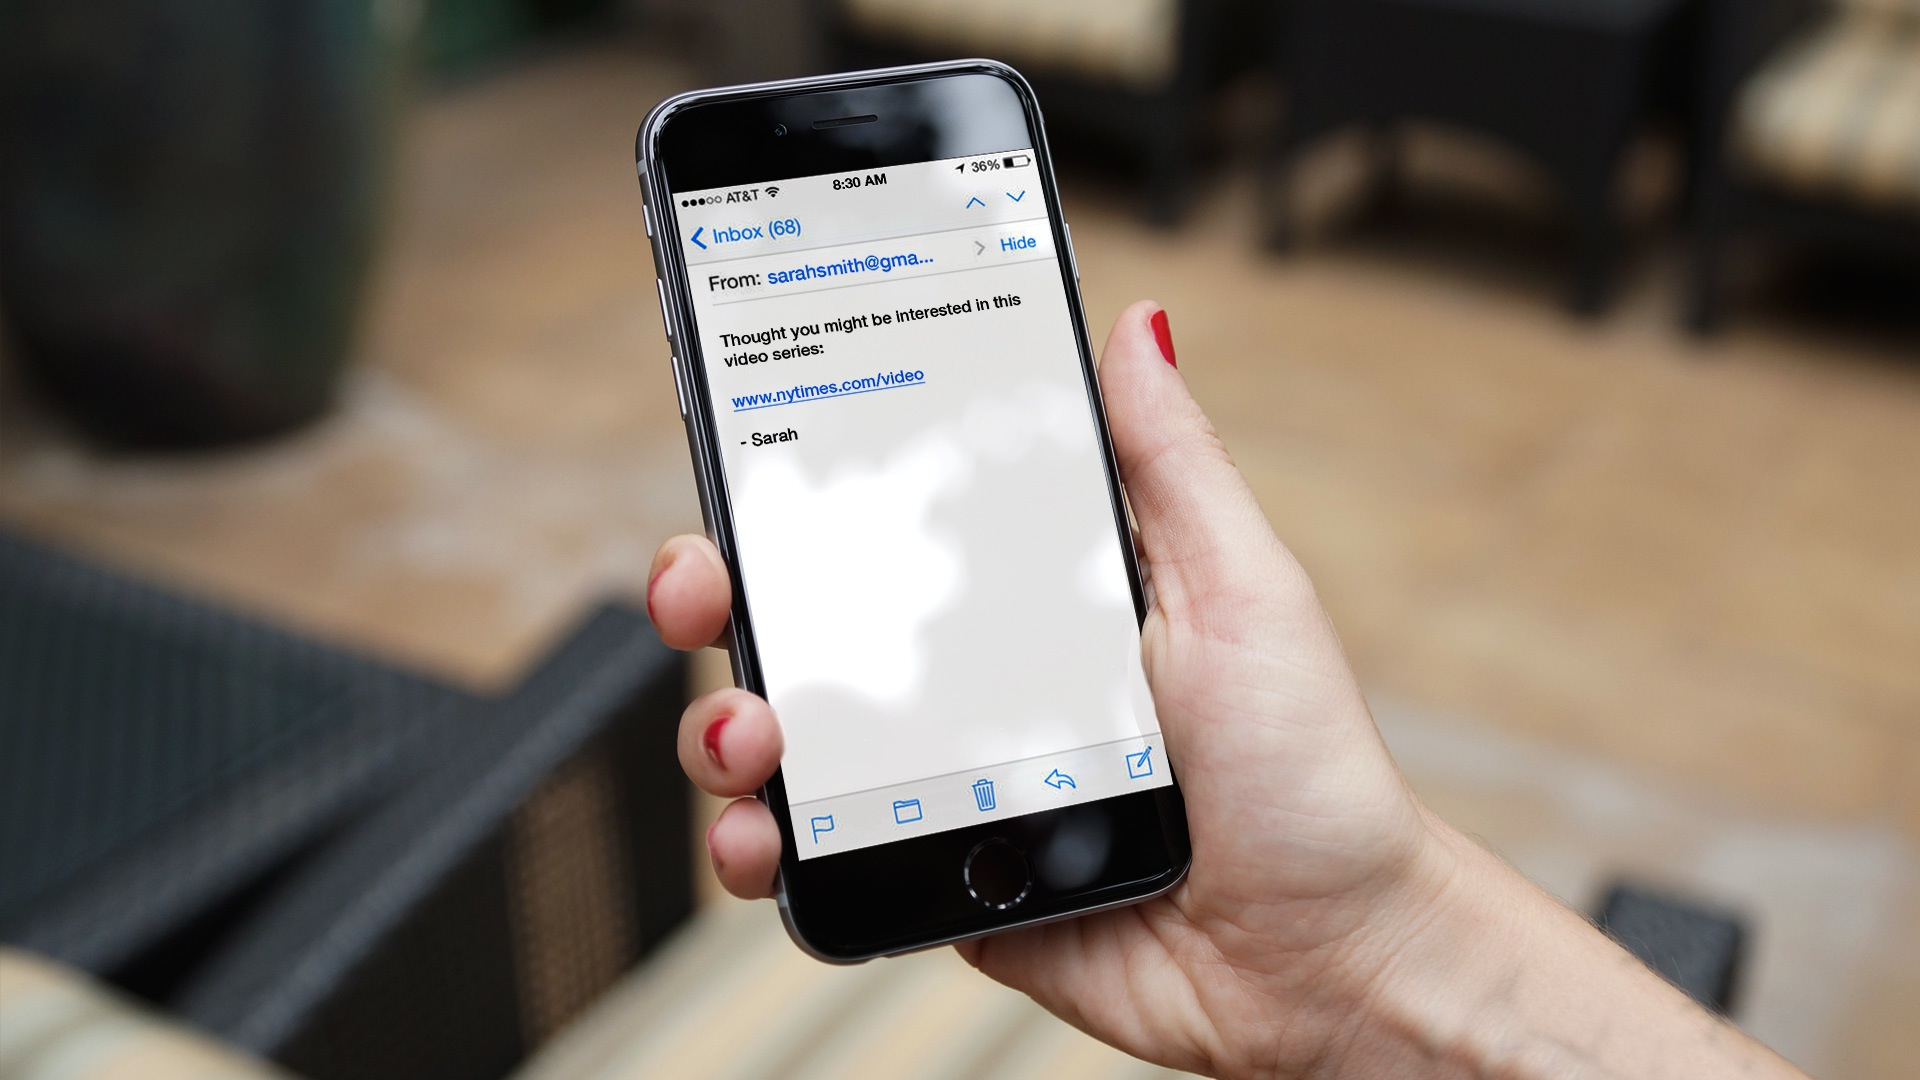 AT&T 8:30 AM 36%
Inbox (68)
From: sarahsmith@gma... Hide
Thought you might be interested in this
video series:
www.nytimes.com/video
- Sarah